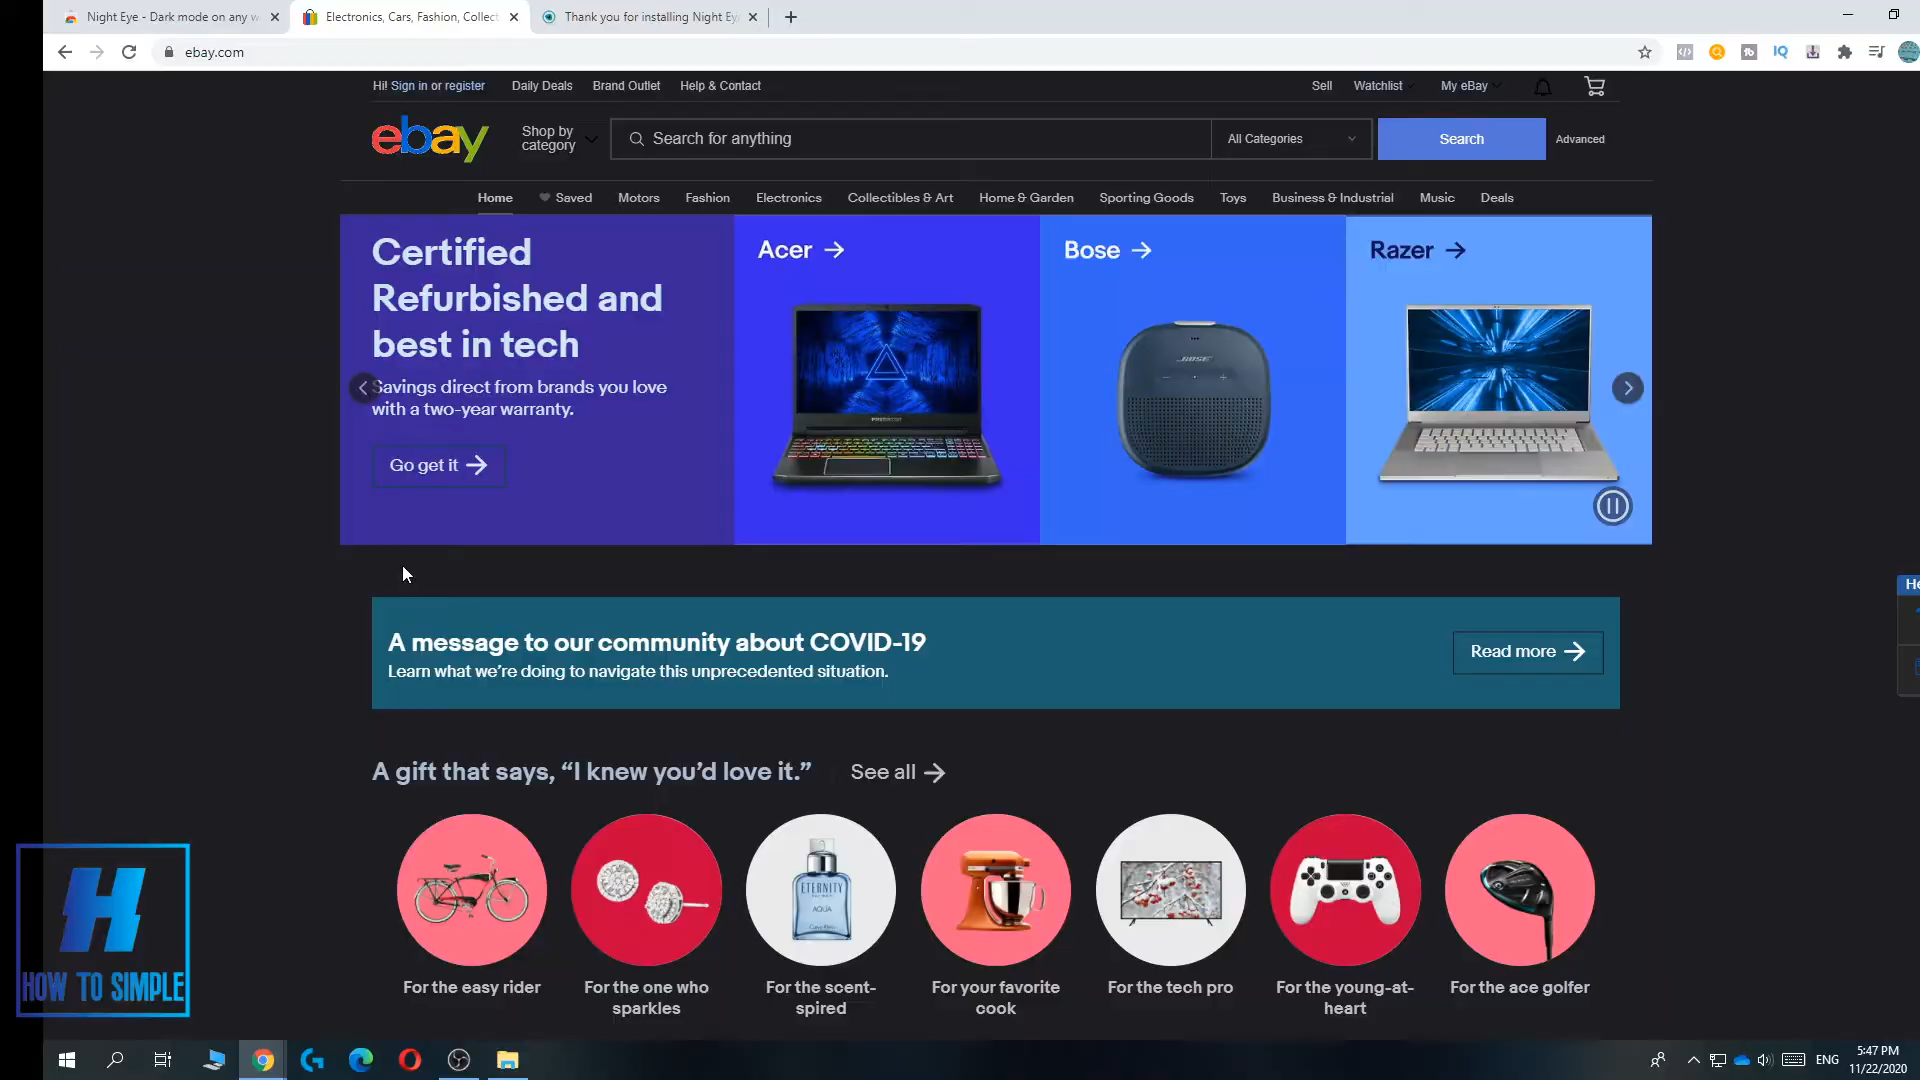 Night Eye - Dark mode on any w
Electronics, Cars, Fashion, Collect
Thank you for installing Night Ey
ebay.com
Hi! Sign in or register
Daily Deals
Brand Outlet
Help & Contact
Sell
Watchlist
My eBay
ebay
Shop by
category
Search for anything
All Categories
Search
Advanced
Home
Saved
Motors
Fashion
Electronics
Collectibles & Art
Home & Garden
Sporting Goods
Toys
Business & Industrial
Music
Deals
Certified
Refurbished and
best in tech
Savings direct from brands you love
with a two-year warranty.
Go get it
Acer
PREDATOR
Bose
BOSE
Razer
He
A message to our community about COVID-19
Learn what we're doing to navigate this unprecedented situation.
Read more
A gift that says, “I knew you’d love it.”
See all
ETERNITY
AQUA
Calvin Klein
For the easy rider
For the one who
sparkles
For the scent-
spired
For your favorite
cook
For the tech pro
For the young-at-
heart
For the ace golfer
H
HOW TO SIMPLE
ENG
5:47 PM
11/22/2020